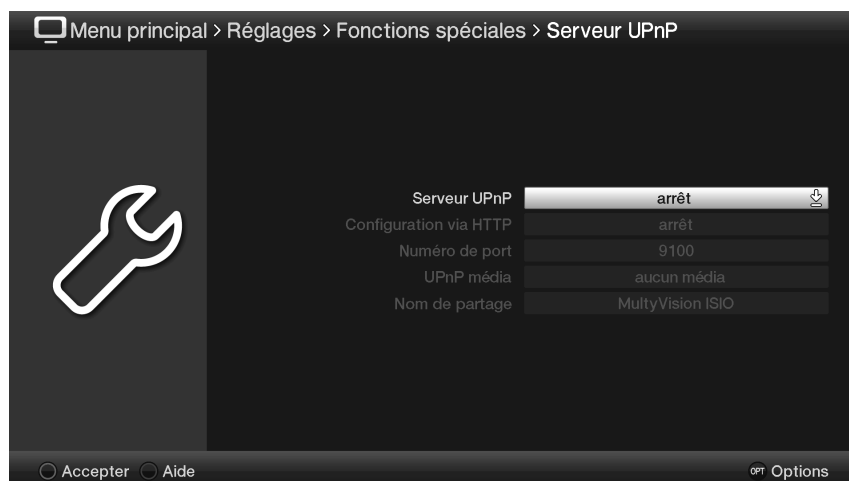 Menu principal > Réglages > Fonctions spéciales > Serveur UPnP
Serveur UPnP arrêt
Configuration via HTTP arrêt
Numéro de port 9100
UPnP média aucun média
Nom de partage MultyVision ISIO
Accepter Aide OPT Options